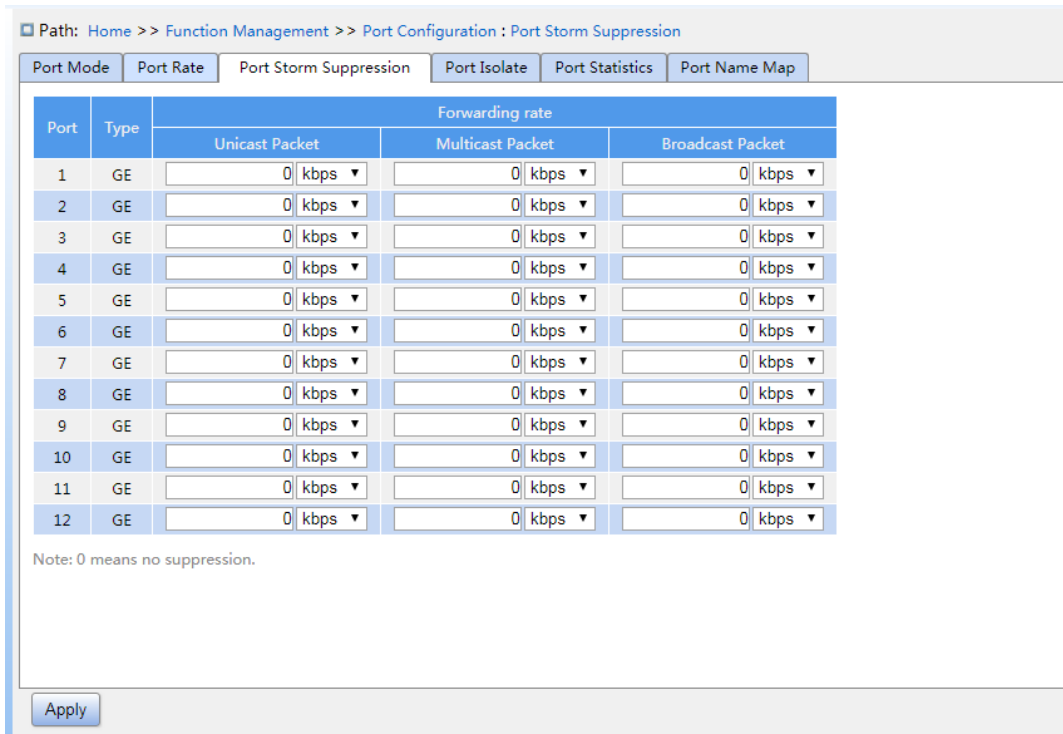 Path: Home >> Function Management >> Port Configuration : Port Storm Suppression
Port Mode Port Rate Port Storm Suppression Port Isolate Port Statistics Port Name Map
Port Type Forwarding rate
Unicast Packet Multicast Packet Broadcast Packet
1 GE 0 kbps 0 kbps 0 kbps
2 GE 0 kbps 0 kbps 0 kbps
3 GE 0 kbps 0 kbps 0 kbps
4 GE 0 kbps 0 kbps 0 kbps
5 GE 0 kbps 0 kbps 0 kbps
6 GE 0 kbps 0 kbps 0 kbps
7 GE 0 kbps 0 kbps 0 kbps
8 GE 0 kbps 0 kbps 0 kbps
9 GE 0 kbps 0 kbps 0 kbps
10 GE 0 kbps 0 kbps 0 kbps
11 GE 0 kbps 0 kbps 0 kbps
12 GE 0 kbps 0 kbps 0 kbps
Note: 0 means no suppression.
Apply